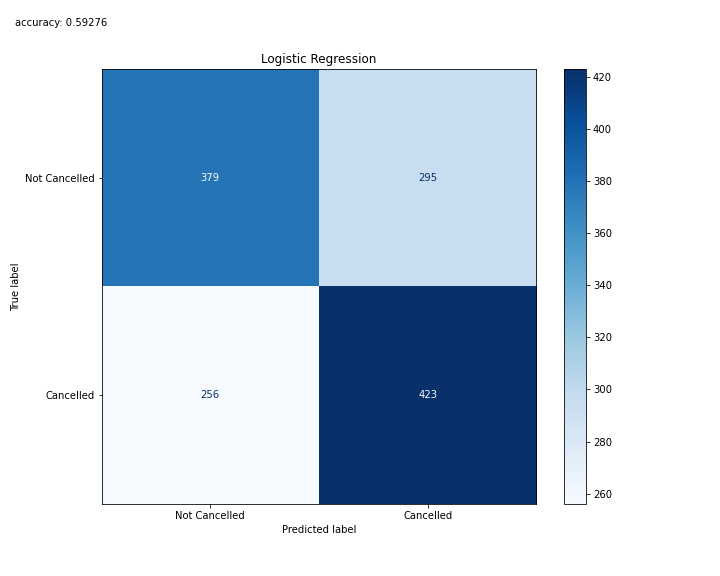 accuracy: 0.59276
Logistic Regression
420
400
380
360
340
320
300
280
260
Not Cancelled
379
295
True label
Cancelled
256
423
Not Cancelled
Cancelled
Predicted label